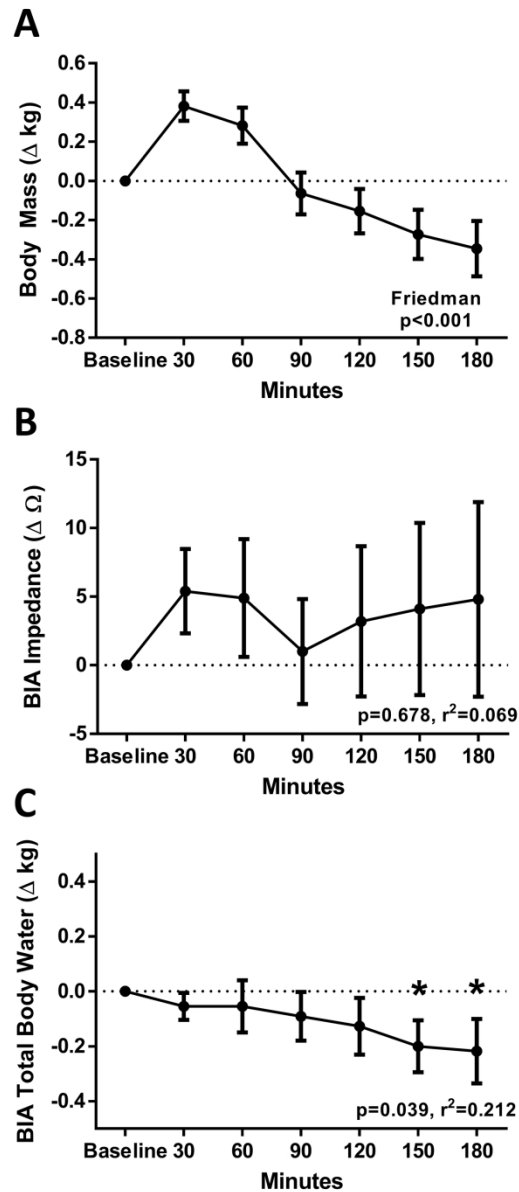 A
Body Mass (Δ kg)
0.6
0.4
0.2
0.0
-0.2
-0.4
-0.6
-0.8
Friedman
p<0.001
Baseline 30 60 90 120 150 180
Minutes
B
BIA Impedance (Δ Ω)
15
10
5
0
-5
p=0.678, r²=0.069
Baseline 30 60 90 120 150 180
Minutes
C
BIA Total Body Water (Δ kg)
0.4
0.2
0.0
-0.2
-0.4
* *
p=0.039, r²=0.212
Baseline 30 60 90 120 150 180
Minutes